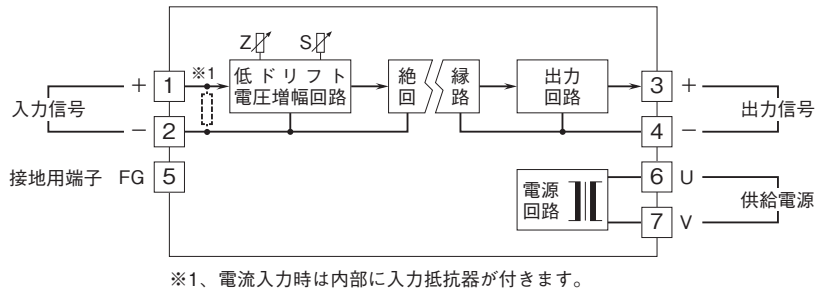 Z S
※1
低ドリフト
電圧増幅回路
絶
回
縁
路
出力
回路
+ 1
入力信号
− 2
3 +
出力信号
4 −
接地用端子 FG 5
電源
回路
6 U
供給電源
7 V
※1、電流入力時は内部に入力抵抗器が付きます。